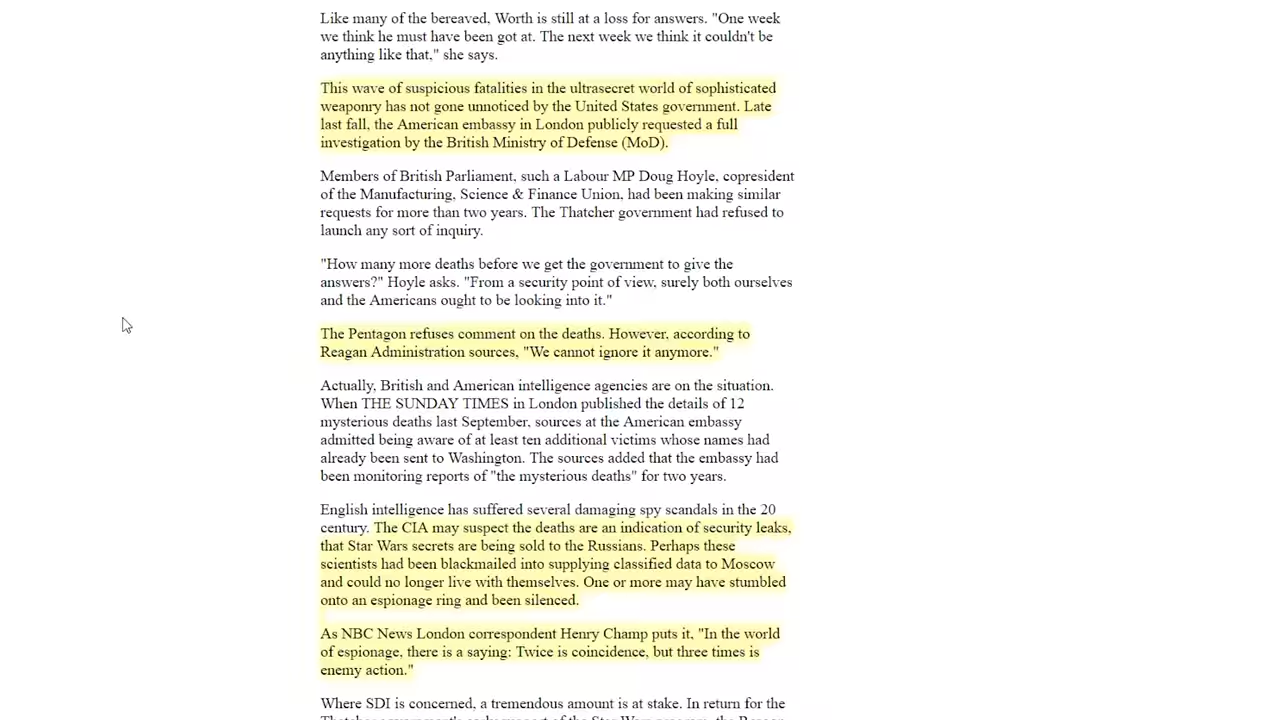 Like many of the bereaved, Worth is still at a loss for answers. "One week
we think he must have been got at. The next week we think it couldn't be
anything like that," she says.
This wave of suspicious fatalities in the ultrasecret world of sophisticated
weaponry has not gone unnoticed by the United States government. Late
last fall, the American embassy in London publicly requested a full
investigation by the British Ministry of Defense (MoD).
Members of British Parliament, such a Labour MP Doug Hoyle, copresident
of the Manufacturing, Science & Finance Union, had been making similar
requests for more than two years. The Thatcher government had refused to
launch any sort of inquiry.
"How many more deaths before we get the government to give the
answers?" Hoyle asks. "From a security point of view, surely both ourselves
and the Americans ought to be looking into it."
The Pentagon refuses comment on the deaths. However, according to
Reagan Administration sources, "We cannot ignore it anymore."
Actually, British and American intelligence agencies are on the situation.
When THE SUNDAY TIMES in London published the details of 12
mysterious deaths last September, sources at the American embassy
admitted being aware of at least ten additional victims whose names had
already been sent to Washington. The sources added that the embassy had
been monitoring reports of "the mysterious deaths" for two years.
English intelligence has suffered several damaging spy scandals in the 20
century. The CIA may suspect the deaths are an indication of security leaks,
that Star Wars secrets are being sold to the Russians. Perhaps these
scientists had been blackmailed into supplying classified data to Moscow
and could no longer live with themselves. One or more may have stumbled
onto an espionage ring and been silenced.
As NBC News London correspondent Henry Champ puts it, "In the world
of espionage, there is a saying: Twice is coincidence, but three times is
enemy action."
Where SDI is concerned, a tremendous amount is at stake. In return for the